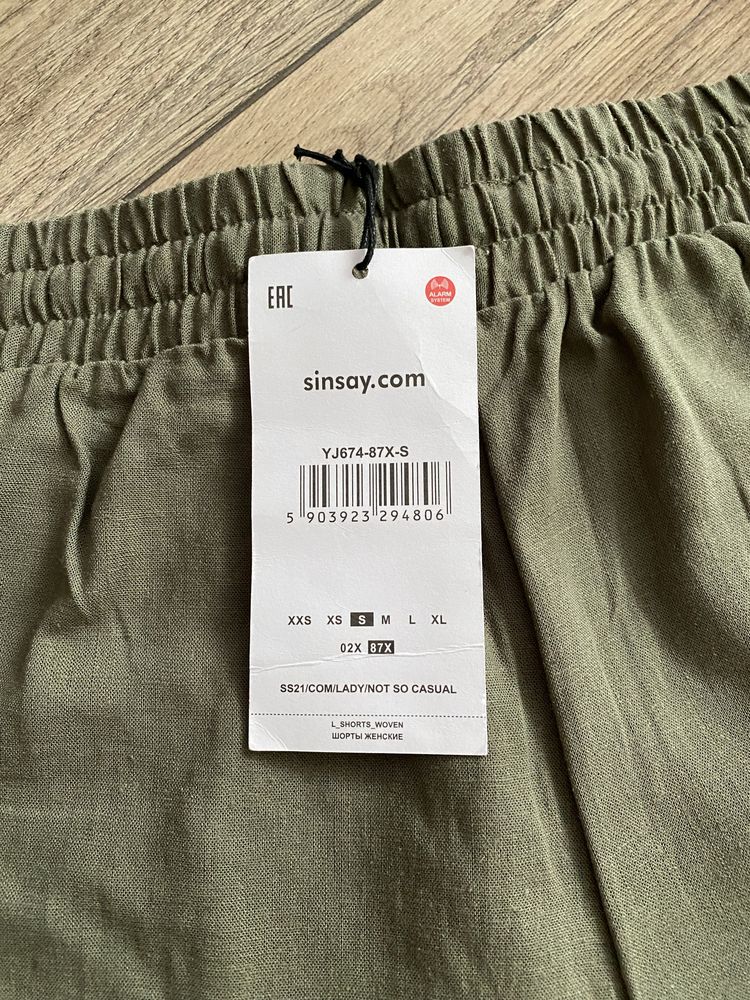 EAC
ALARM
SYSTEM
sinsay.com
YJ674-87X-S
5 903923 294806
XXS XS S M L XL
02X 87X
SS21/COM/LADY/NOT SO CASUAL
L_SHORTS_WOVEN
ШОРТЫ ЖЕНСКИЕ